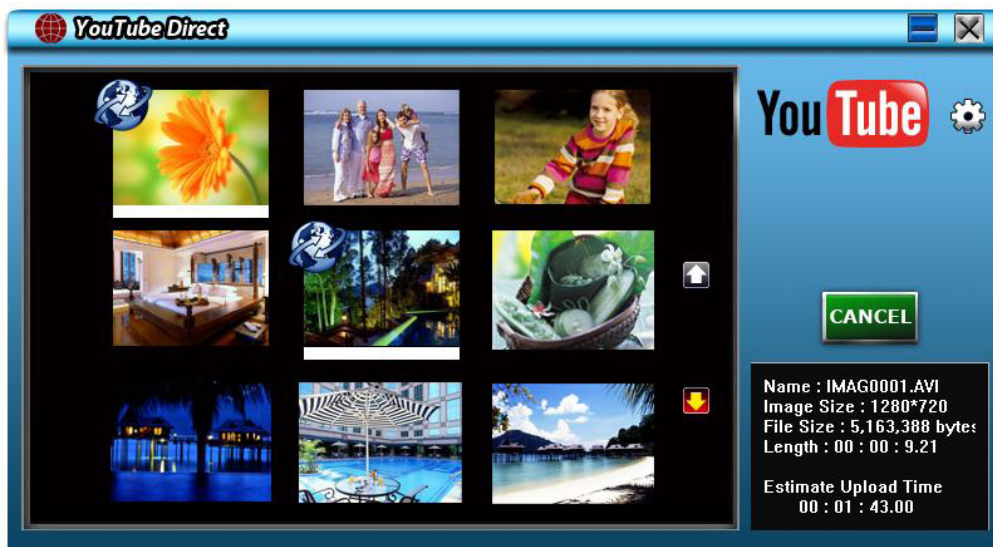 YouTube Direct
YouTube
CANCEL
Name : IMAG0001.AVI
Image Size : 1280*720
File Size : 5,163,388 bytes
Length : 00 : 00 : 9.21
Estimate Upload Time
00 : 01 : 43.00